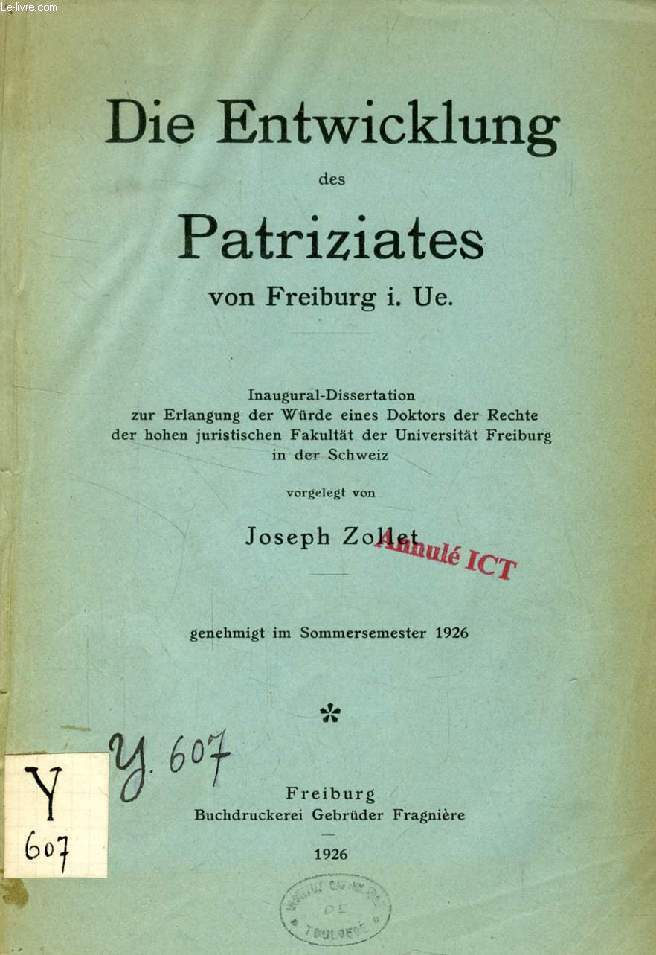 Le-livre.com
Die Entwicklung
des
Patriziates
von Freiburg i. Ue.
Inaugural-Dissertation
zur Erlangung der Würde eines Doktors der Rechte
der hohen juristischen Fakultät der Universität Freiburg
in der Schweiz
vorgelegt von
Joseph Zollet
Annulé ICT
genehmigt im Sommersemester 1926
*
Y. 607
Y
607
Freiburg
Buchdruckerei Gebrüder Fragnière
1926
DE
TOULOUSE